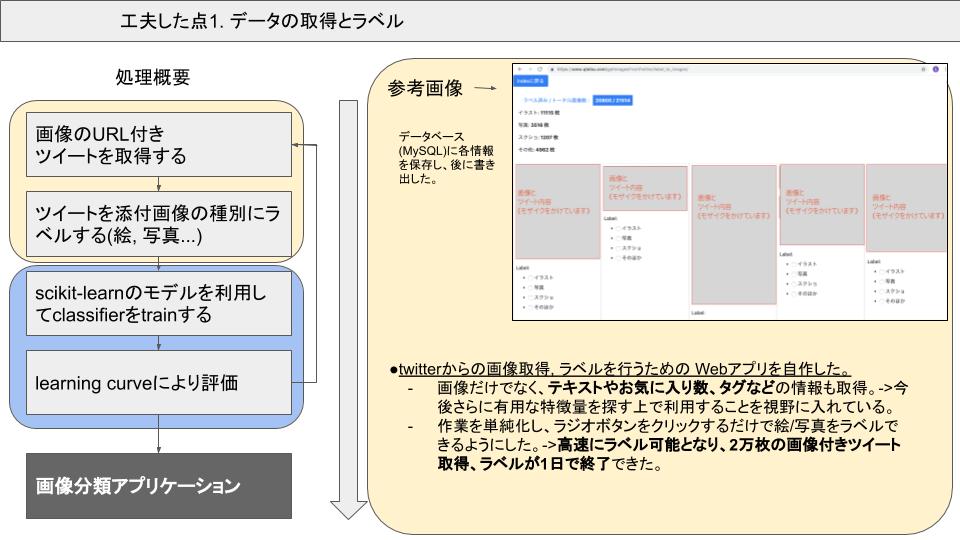 工夫した点1. データの取得とラベル
処理概要
画像のURL付き
ツイートを取得する
ツイートを添付画像の種別にラ
ベルする(絵, 写真...)
scikit-learnのモデルを利用し
てclassifierをtrainする
learning curveにより評価
画像分類アプリケーション
参考画像
データベース
(MySQL)に各情報
を保存し、後に書き
出した。
indexに戻る
ラベル済み / トータル画像数
イラスト: 11115 枚
写真: 3516 枚
スクショ: 1207 枚
その他: 4962 枚
画像と
ツイート内容
(モザイクをかけています)
Label:
イラスト
写真
スクショ
そのほか
画像と
ツイート内容
(モザイクをかけています)
Label:
イラスト
写真
スクショ
そのほか
画像と
ツイート内容
(モザイクをかけています)
Label:
画像と
ツイート内容
(モザイクをかけています)
Label:
イラスト
写真
スクショ
そのほか
画像と
ツイート内容
(モザイクをかけています)
Label:
イラスト
写真
スクショ
そのほか
●twitterからの画像取得, ラベルを行うための Webアプリを自作した。
- 画像だけでなく、テキストやお気に入り数、タグなどの情報も取得。->今
後さらに有用な特徴量を探す上で利用することを視野に入れている。
- 作業を単純化し、ラジオボタンをクリックするだけで絵/写真をラベルで
きるようにした。->高速にラベル可能となり、2万枚の画像付きツイート
取得、ラベルが1日で終了できた。